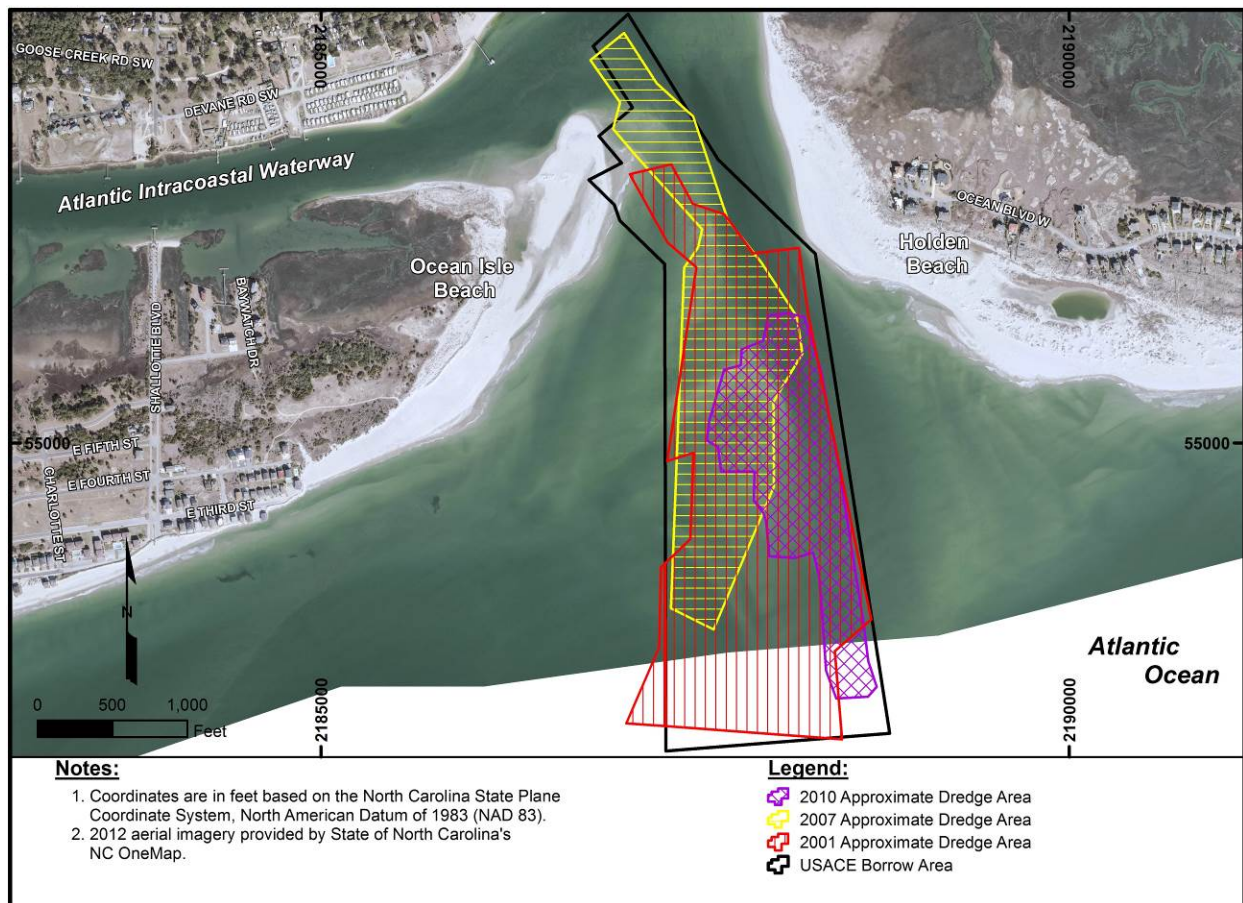 GOOSE CREEK RD SW
2185000
2190000
DEVANE RD SW
Atlantic Intracoastal Waterway
OCEAN BLVD W
Ocean Isle
Beach
Holden
Beach
SHALLOTTE BLVD
BAYWATCH DR
55000
E FIFTH ST
55000
E FOURTH ST
CHARLOTTE ST
E THIRD ST
N
Atlantic
Ocean
0 500 1,000
Feet
2185000
2190000
Notes:
1. Coordinates are in feet based on the North Carolina State Plane
Coordinate System, North American Datum of 1983 (NAD 83).
2. 2012 aerial imagery provided by State of North Carolina's
NC OneMap.
Legend:
2010 Approximate Dredge Area
2007 Approximate Dredge Area
2001 Approximate Dredge Area
USACE Borrow Area